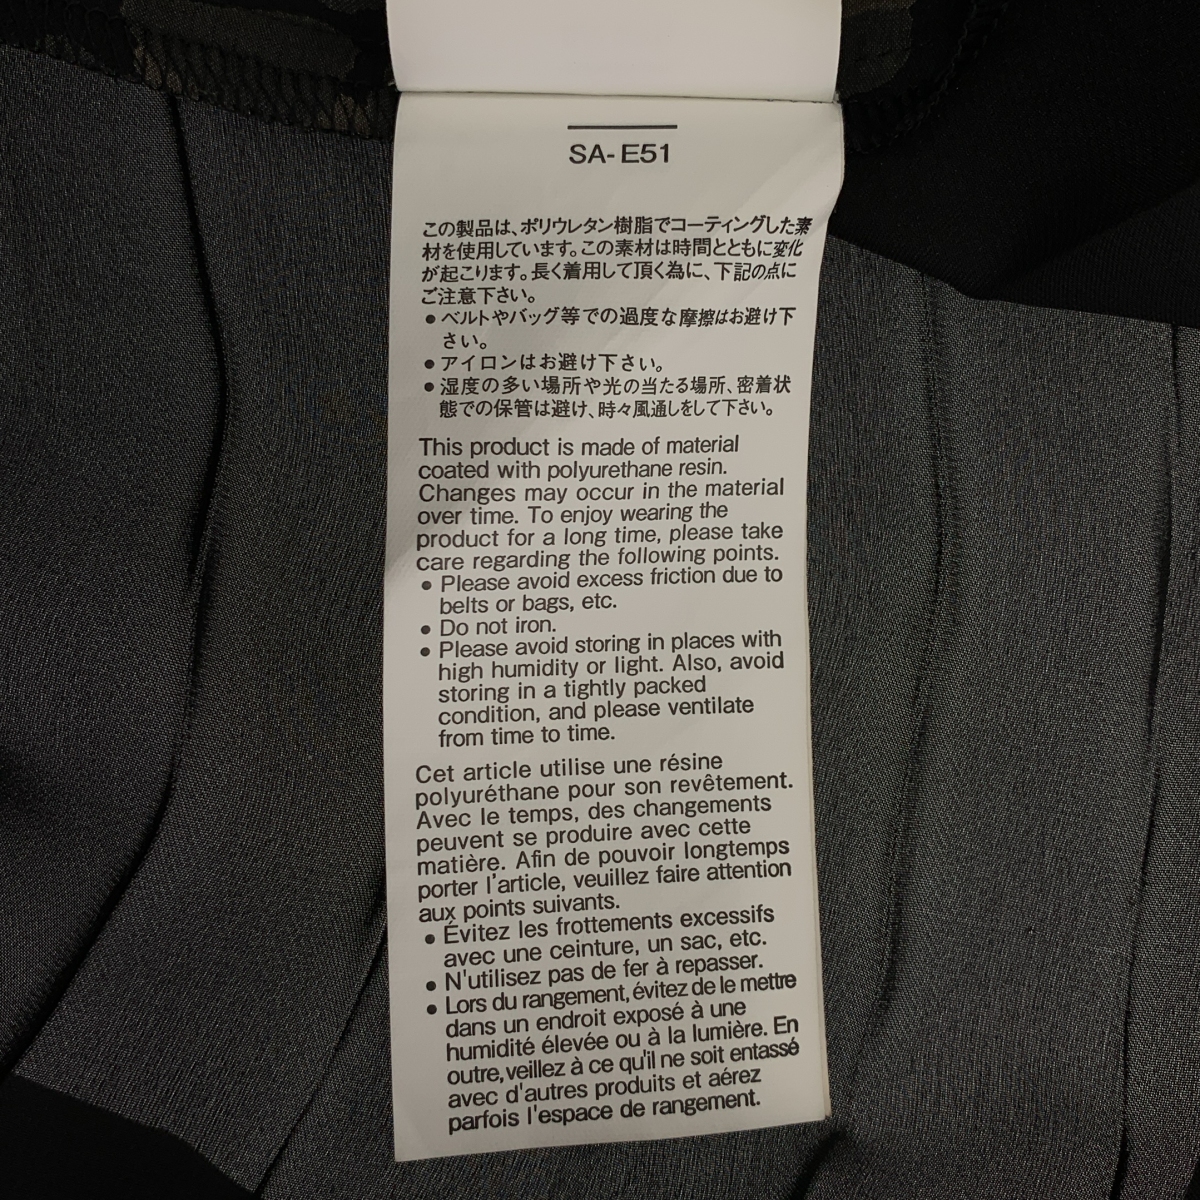 SA-E51
この製品は、ポリウレタン樹脂でコーティングした素
材を使用しています。この素材は時間とともに変化
が起こります。長く着用して頂く為に、下記の点に
ご注意下さい。
● ベルトやバッグ等での過度な摩擦はお避け下
さい。
● アイロンはお避け下さい。
● 湿度の多い場所や光の当たる場所、密着状
態での保管は避け、時々風通しをして下さい。
This product is made of material
coated with polyurethane resin.
Changes may occur in the material
over time. To enjoy wearing the
product for a long time, please take
care regarding the following points.
● Please avoid excess friction due to
belts or bags, etc.
● Do not iron.
● Please avoid storing in places with
high humidity or light. Also, avoid
storing in a tightly packed
condition, and please ventilate
from time to time.
Cet article utilise une résine
polyuréthane pour son revêtement.
Avec le temps, des changements
peuvent se produire avec cette
matière. Afin de pouvoir longtemps
porter l'article, veuillez faire attention
aux points suivants.
● Évitez les frottements excessifs
avec une ceinture, un sac, etc.
● N'utilisez pas de fer à repasser.
● Lors du rangement, évitez de le mettre
dans un endroit exposé à une
humidité élevée ou à la lumière. En
outre, veillez à ce qu'il ne soit entassé
avec d'autres produits et aérez
parfois l'espace de rangement.